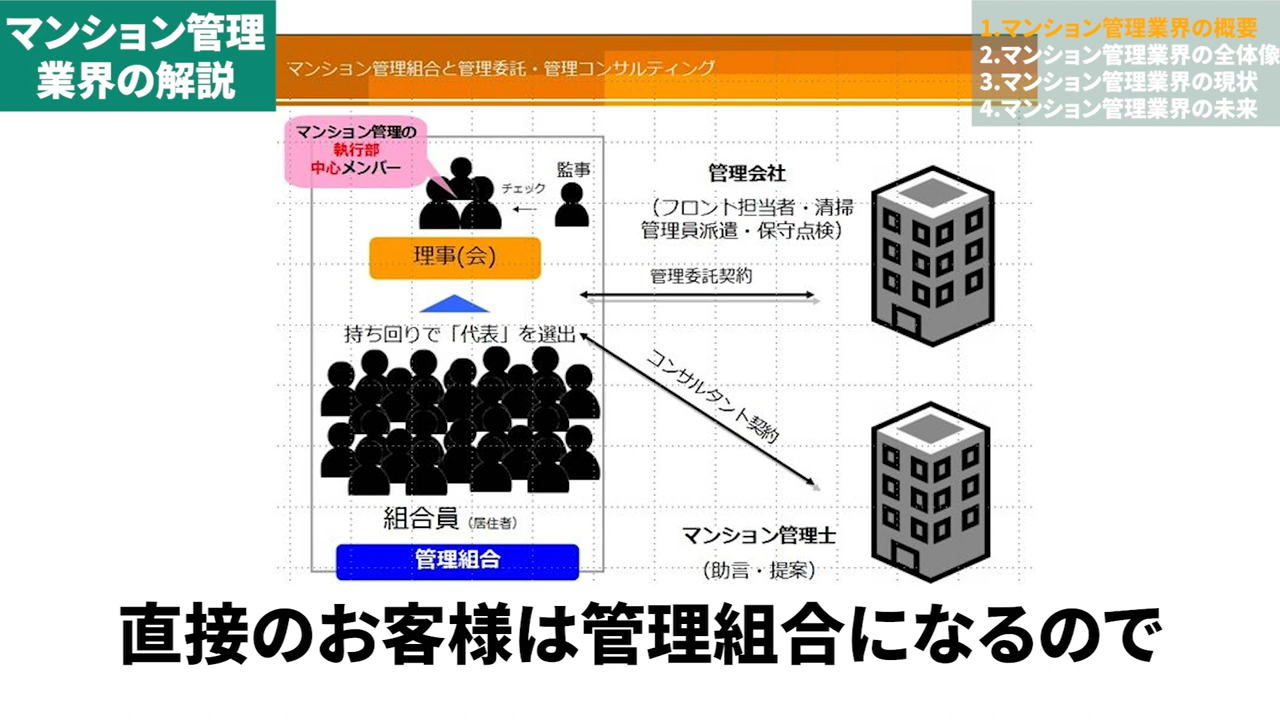 マンション管理
業界の解説
1.マンション管理業界の概要
2.マンション管理業界の全体像
3.マンション管理業界の現状
4.マンション管理業界の未来
マンション管理組合と管理委託・管理コンサルティング
マンション管理の
執行部
中心メンバー
チェック
監事
理事(会)
持ち回りで「代表」を選出
組合員(居住者)
管理組合
管理会社
(フロント担当者・清掃
管理員派遣・保守点検)
管理委託契約
コンサルタント契約
マンション管理士
(助言・提案)
直接のお客様は管理組合になるので